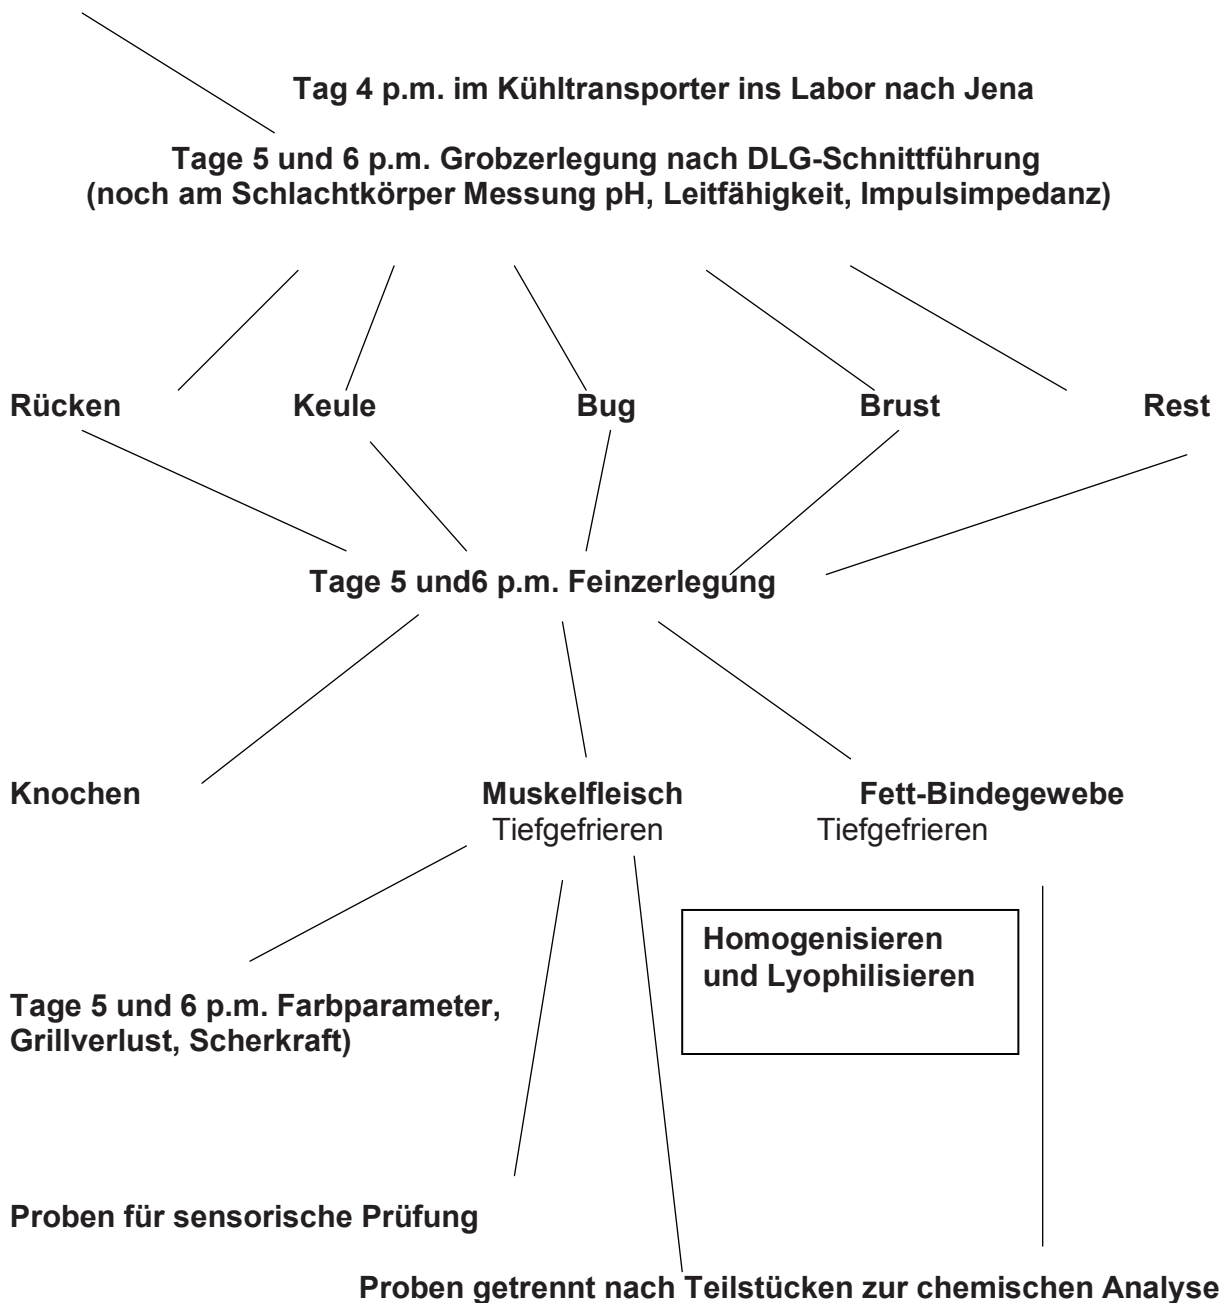 Tag 4 p.m. im Kühltransporter ins Labor nach Jena
Tage 5 und 6 p.m. Grobzerlegung nach DLG-Schnittführung
(noch am Schlachtkörper Messung pH, Leitfähigkeit, Impulsimpedanz)
Rücken Keule Bug Brust Rest
Tage 5 und6 p.m. Feinzerlegung
Knochen Muskelfleisch Fett-Bindegewebe
Tiefgefrieren Tiefgefrieren
Homogenisieren
und Lyophilisieren
Tage 5 und 6 p.m. Farbparameter,
Grillverlust, Scherkraft)
Proben für sensorische Prüfung
Proben getrennt nach Teilstücken zur chemischen Analyse